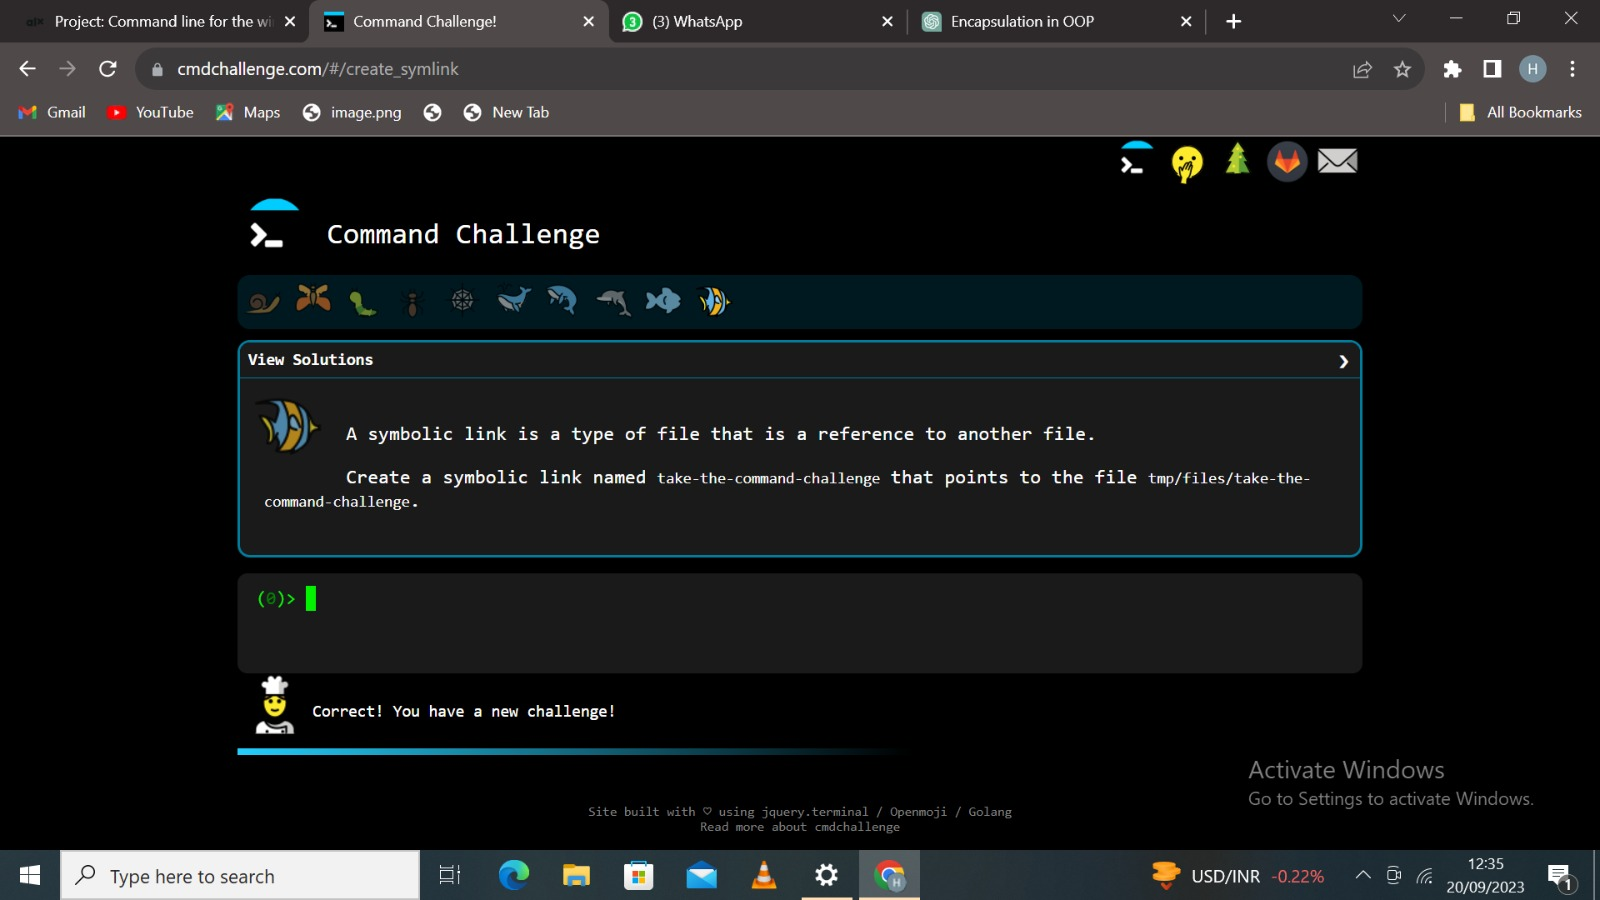 Project: Command line for the wi
Command Challenge!
(3) WhatsApp
Encapsulation in OOP
cmdchallenge.com/#/create_symlink
H
Gmail
YouTube
Maps
image.png
New Tab
All Bookmarks
Command Challenge
View Solutions
A symbolic link is a type of file that is a reference to another file.
Create a symbolic link named take-the-command-challenge that points to the file tmp/files/take-the-
command-challenge.
(0)>
Correct! You have a new challenge!
Activate Windows
Go to Settings to activate Windows.
Site built with ♡ using jquery.terminal / Openmoji / Golang
Read more about cmdchallenge
Type here to search
USD/INR -0.22%
12:35
20/09/2023
1